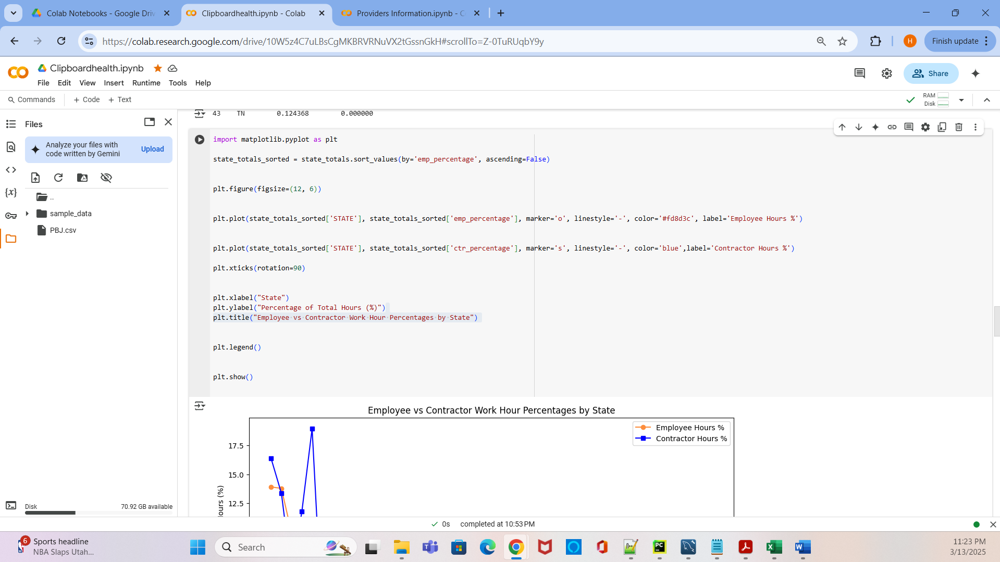 Colab Notebooks - Google Driv
Clipboardhealth.ipynb - Colab
Providers Information.ipynb - C
https://colab.research.google.com/drive/10W5z4C7uLBsCgMKBRVRNuVX2tGssnGkH#scrollTo=Z-0TuRUqbY9y
H
Finish update
Clipboardhealth.ipynb
File Edit View Insert Runtime Tools Help
Share
Commands + Code + Text
RAM
Disk
Files
Analyze your files with
code written by Gemini
Upload
{x}
..
sample_data
PBJ.csv
Disk 70.92 GB available
43 TN 0.124368 0.000000
import matplotlib.pyplot as plt
state_totals_sorted = state_totals.sort_values(by='emp_percentage', ascending=False)
plt.figure(figsize=(12, 6))
plt.plot(state_totals_sorted['STATE'], state_totals_sorted['emp_percentage'], marker='o', linestyle='-', color='#fd8d3c', label='Employee Hours %')
plt.plot(state_totals_sorted['STATE'], state_totals_sorted['ctr_percentage'], marker='s', linestyle='-', color='blue',label='Contractor Hours %')
plt.xticks(rotation=90)
plt.xlabel("State")
plt.ylabel("Percentage of Total Hours (%)")
plt.title("Employee vs Contractor Work Hour Percentages by State")
plt.legend()
plt.show()
Employee vs Contractor Work Hour Percentages by State
Employee Hours %
Contractor Hours %
17.5
15.0
12.5
ours (%)
0s completed at 10:53 PM
6
Sports headline
NBA Slaps Utah...
Search
PC
11:23 PM
3/13/2025